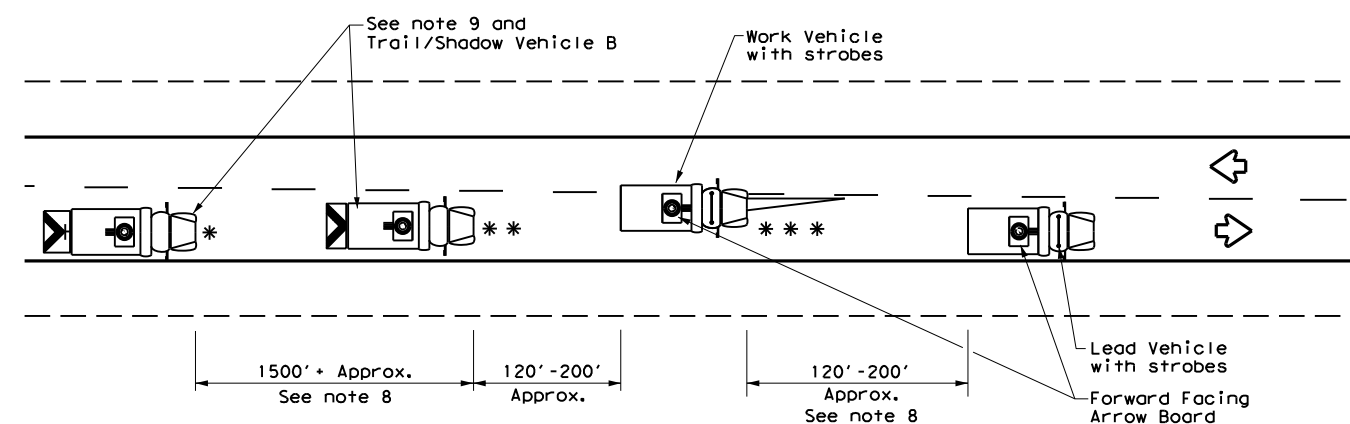 See note 9 and
Trail/Shadow Vehicle B
Work Vehicle
with strobes
*
* *
* * *
1500'+ Approx.
See note 8
120'-200'
Approx.
120'-200'
Approx.
See note 8
Lead Vehicle
with strobes
Forward Facing
Arrow Board